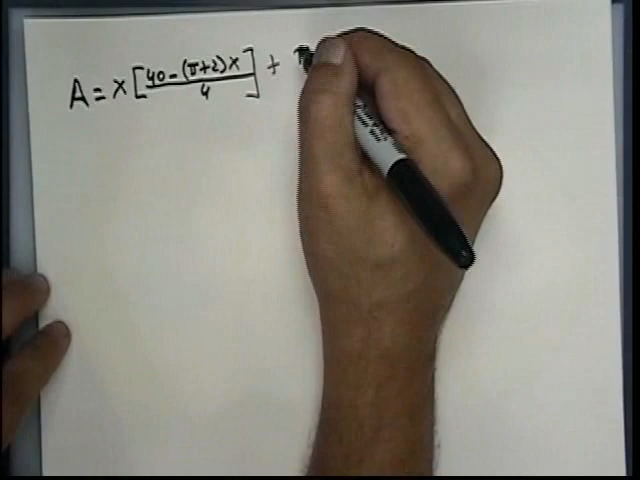 A = x [ (40 - (π+2)x) / 4 ] + π